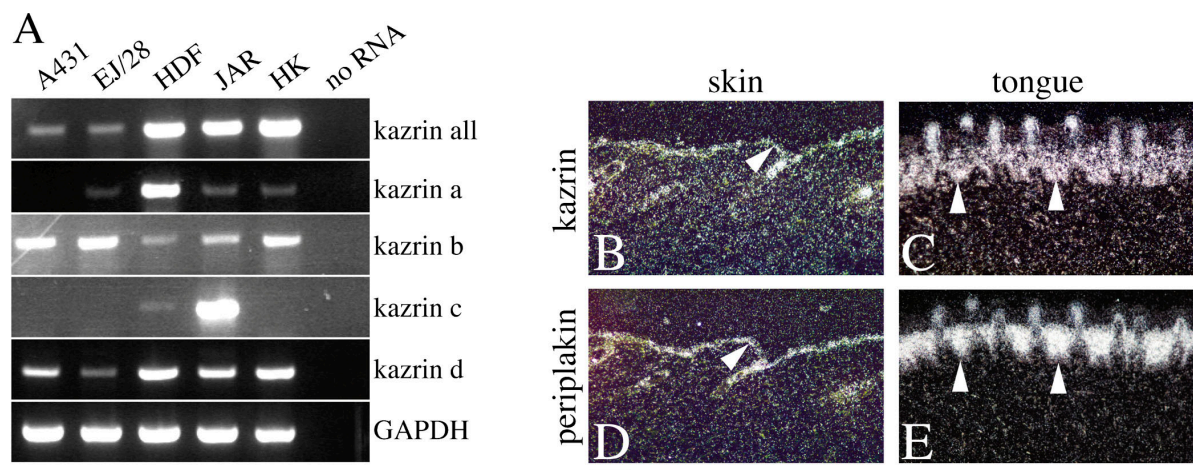 A
A431
EJ/28
HDF
JAR
HK
no RNA
kazrin all
kazrin a
kazrin b
kazrin c
kazrin d
GAPDH
skin
tongue
kazrin
B
C
periplakin
D
E